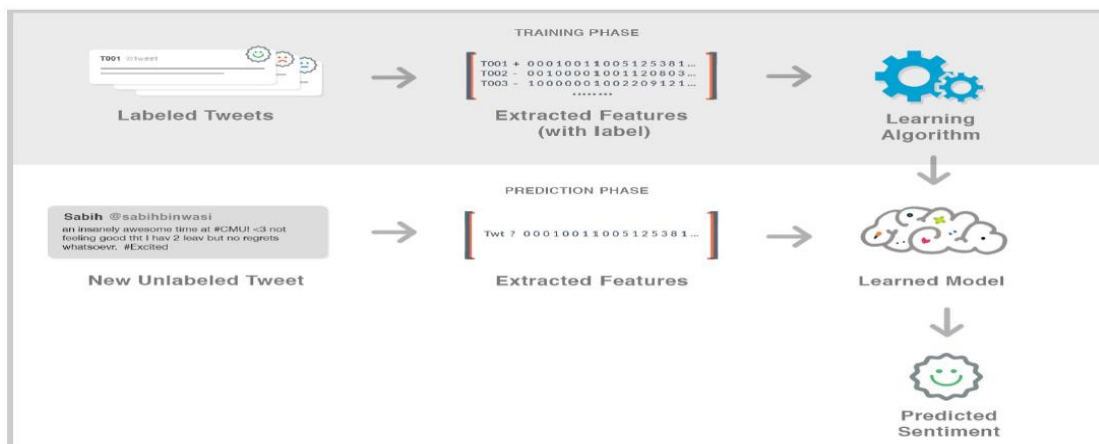 TRAINING PHASE
T001 @tweet
T001 + 00010011005125381...
T002 - 00100001001120803...
T003 - 10000001002209121...
........
Labeled Tweets
Extracted Features
(with label)
Learning
Algorithm
PREDICTION PHASE
Sabih @sabihbinwasi
an insanely awesome time at #CMU! <3 not
feeling good tht I hav 2 leav but no regrets
whatsoevr. #Excited
Twt ? 00010011005125381...
New Unlabeled Tweet
Extracted Features
Learned Model
Predicted
Sentiment